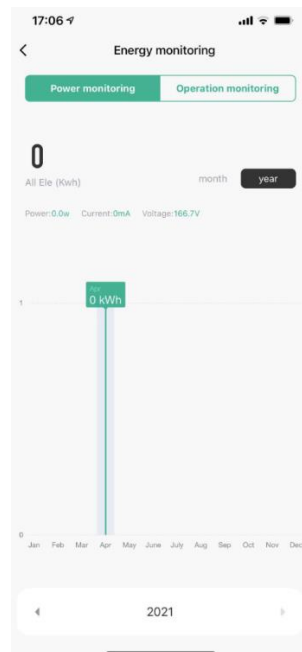 17:06
Energy monitoring
Power monitoring Operation monitoring
0
All Ele (Kwh) month year
Power:0.0w Current:0mA Voltage:166.7V
Apr
1 0 kWh
0
Jan Feb Mar Apr May June July Aug Sep Oct Nov Dec
2021